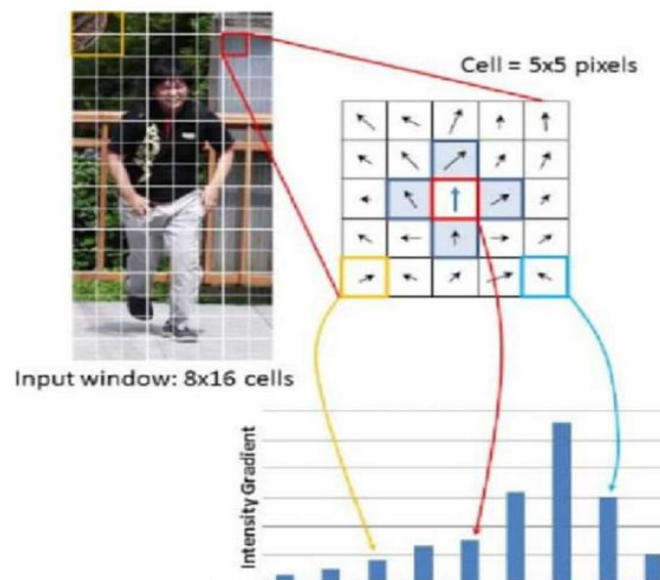 Cell = 5x5 pixels
Input window: 8x16 cells
Intensity Gradient